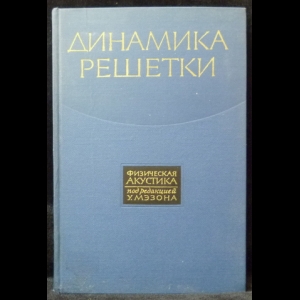 ДИНАМИКА
РЕШЕТКИ
ФИЗИЧЕСКАЯ
АКУСТИКА
под редакцией
У. МЭЗОНА